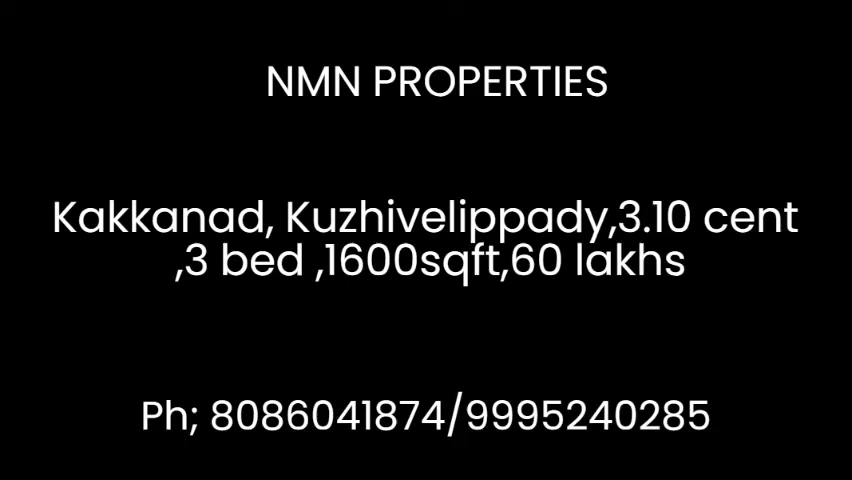 NMN PROPERTIES
Kakkanad, Kuzhivelippady,3.10 cent
,3 bed ,1600sqft,60 lakhs
Ph; 8086041874/9995240285